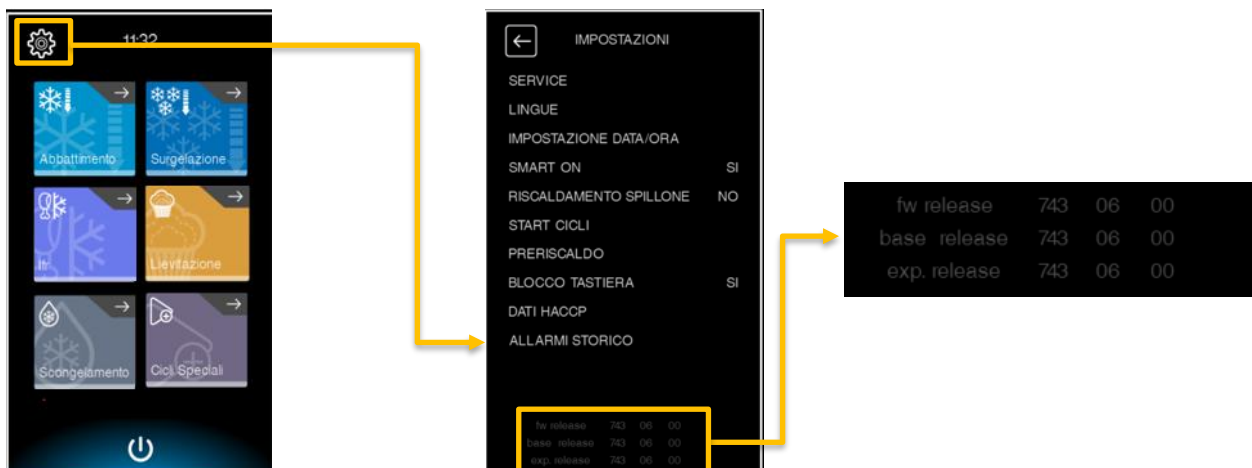 11:32
Abbattimento
Surgelazione
Ifr
Lievitazione
Scongelamento
Cicli Speciali
IMPOSTAZIONI
SERVICE
LINGUE
IMPOSTAZIONE DATA/ORA
SMART ON SI
RISCALDAMENTO SPILLONE NO
START CICLI
PRERISCALDO
BLOCCO TASTIERA SI
DATI HACCP
ALLARMI STORICO
fw release 743 06 00
base release 743 06 00
exp. release 743 06 00
fw release 743 06 00
base release 743 06 00
exp. release 743 06 00